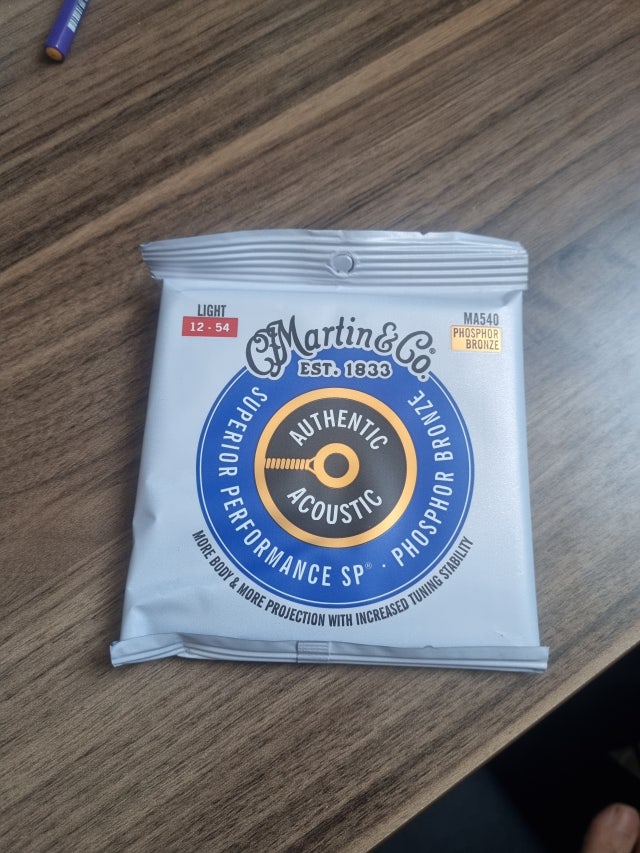 LIGHT
12 - 54
MA540
PHOSPHOR
BRONZE
Martin & Co.®
EST. 1833
AUTHENTIC
ACOUSTIC
SUPERIOR PERFORMANCE SP® · PHOSPHOR BRONZE
MORE BODY & MORE PROJECTION WITH INCREASED TUNING STABILITY